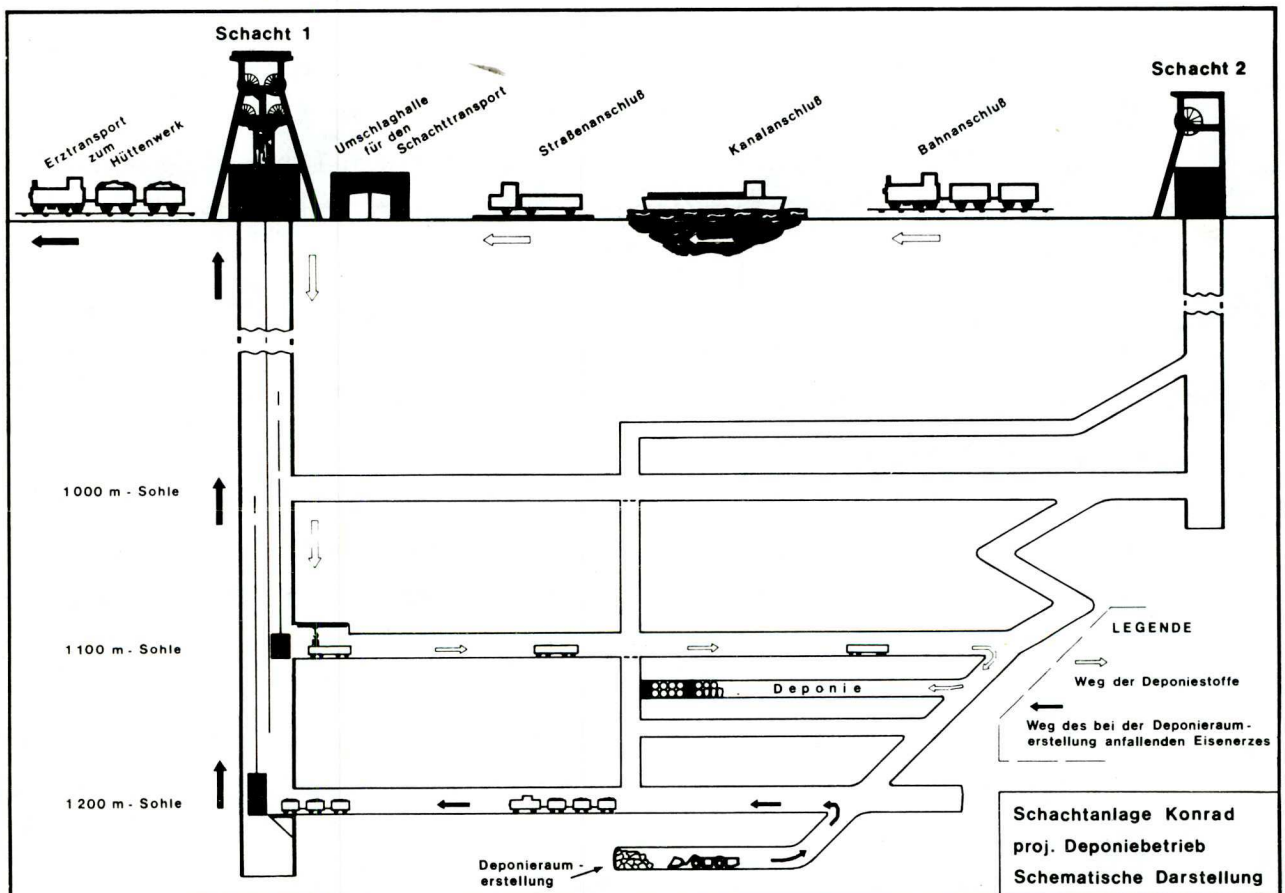 Schacht 1
Schacht 2
Erztransport
zum
Hüttenwerk
Umschlaghalle
für den
Schachttransport
Straßenanschluß
Kanalanschluß
Bahnanschluß
1000 m - Sohle
1100 m - Sohle
LEGENDE
Weg der Deponiestoffe
Deponie
Weg des bei der Deponieraum -
erstellung anfallenden Eisenerzes
1200 m - Sohle
Deponieraum -
erstellung
Schachtanlage Konrad
proj. Deponiebetrieb
Schematische Darstellung